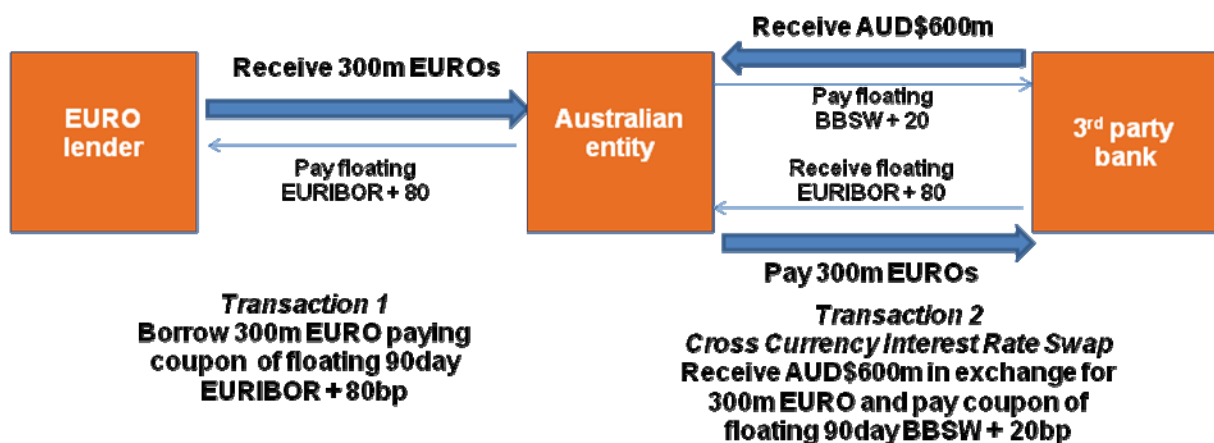 EURO
lender
Receive 300m EUROs
Pay floating
EURIBOR + 80
Australian
entity
Receive AUD$600m
Pay floating
BBSW + 20
Receive floating
EURIBOR + 80
Pay 300m EUROs
3rd party
bank
Transaction 1
Borrow 300m EURO paying
coupon of floating 90day
EURIBOR + 80bp
Transaction 2
Cross Currency Interest Rate Swap
Receive AUD$600m in exchange for
300m EURO and pay coupon of
floating 90day BBSW + 20bp